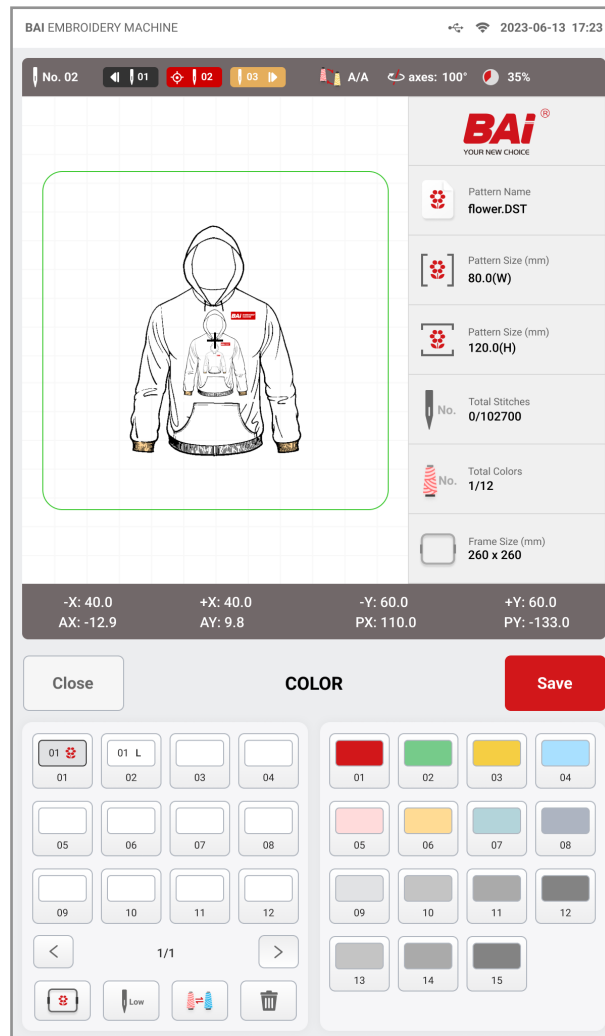 BAI EMBROIDERY MACHINE 2023-06-13 17:23
No. 02 01 02 03 A/A axes: 100° 35%
BAi ®
YOUR NEW CHOICE
Pattern Name
flower.DST
Pattern Size (mm)
80.0(W)
Pattern Size (mm)
120.0(H)
Total Stitches
No. 0/102700
Total Colors
No. 1/12
Frame Size (mm)
260 x 260
BAi
-X: 40.0 +X: 40.0 -Y: 60.0 +Y: 60.0
AX: -12.9 AY: 9.8 PX: 110.0 PY: -133.0
Close COLOR Save
01 01 L
01 02 03 04
05 06 07 08
09 10 11 12
1/1
Low
01 02 03 04
05 06 07 08
09 10 11 12
13 14 15